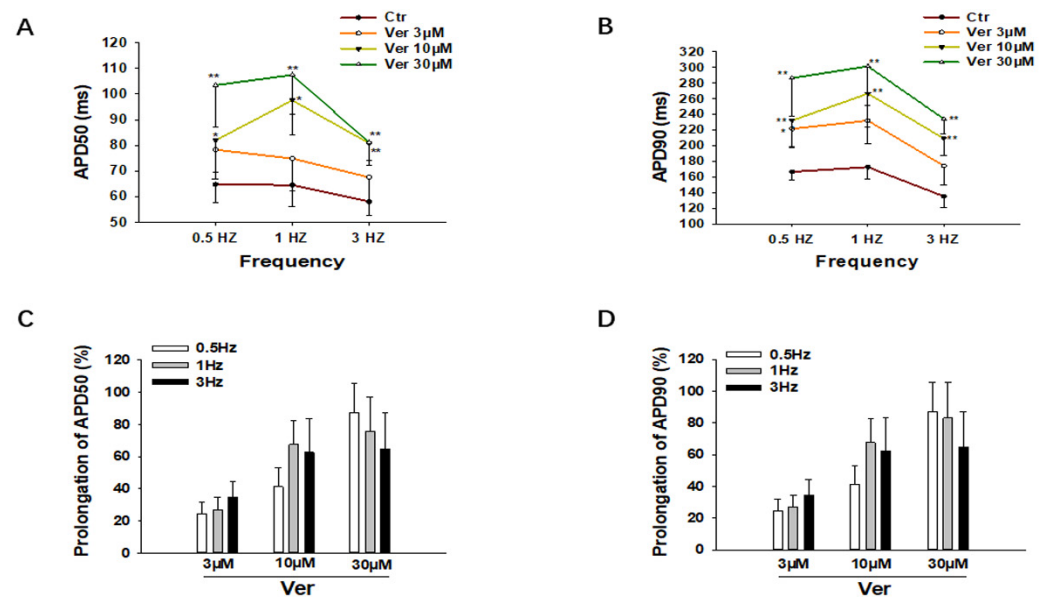 A
Ctr
Ver 3µM
Ver 10µM
Ver 30µM
120
110
100
90
80
70
60
50
APD50 (ms)
**
**
*
*
**
**
0.5 HZ 1 HZ 3 HZ
Frequency
B
Ctr
Ver 3µM
Ver 10µM
Ver 30µM
320
300
280
260
240
220
200
180
160
140
120
100
APD90 (ms)
**
**
**
**
*
**
**
0.5 HZ 1 HZ 3 HZ
Frequency
C
0.5Hz
1Hz
3Hz
120
100
80
60
40
20
0
Prolongation of APD50 (%)
3µM 10µM 30µM
Ver
D
0.5Hz
1Hz
3Hz
120
100
80
60
40
20
0
Prolongation of APD90 (%)
3µM 10µM 30µM
Ver